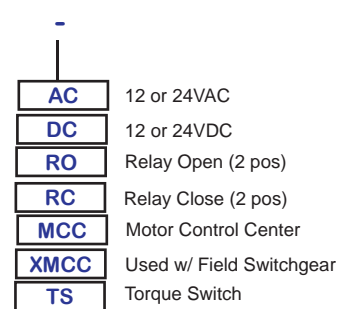 -
AC 12 or 24VAC
DC 12 or 24VDC
RO Relay Open (2 pos)
RC Relay Close (2 pos)
MCC Motor Control Center
XMCC Used w/ Field Switchgear
TS Torque Switch